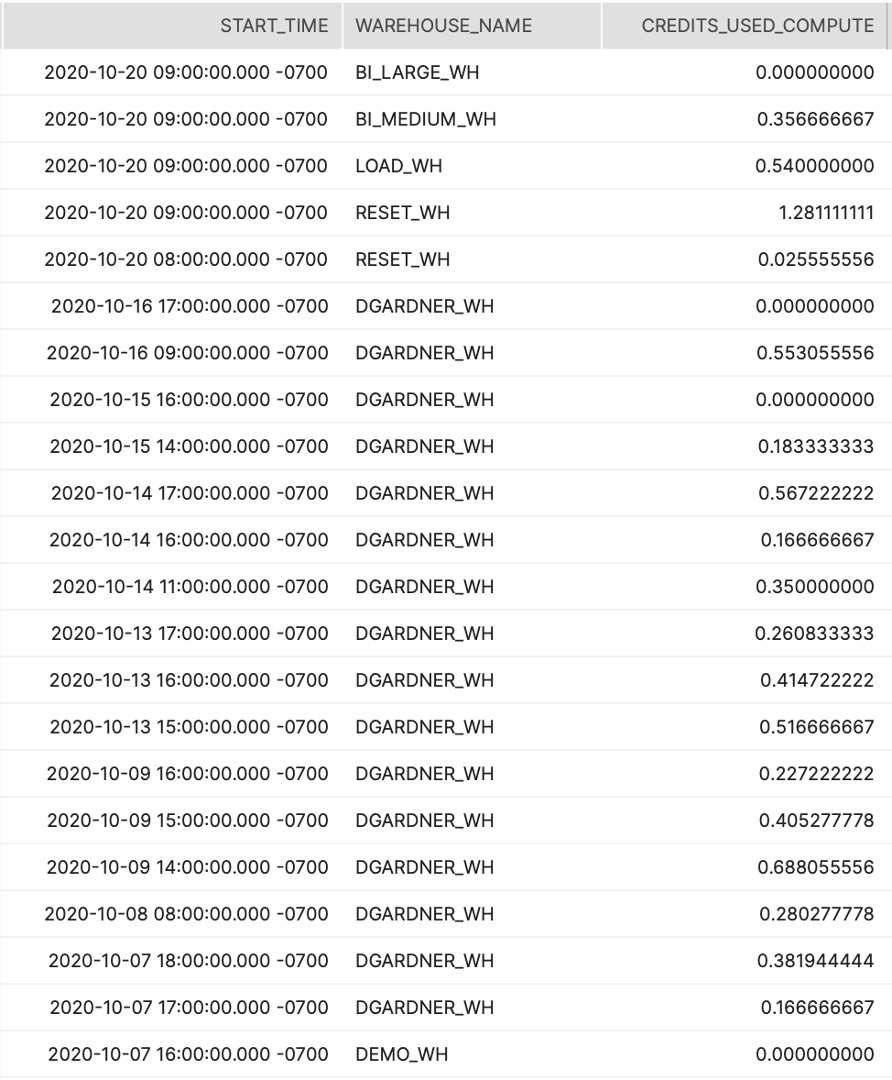 START_TIME WAREHOUSE_NAME CREDITS_USED_COMPUTE
2020-10-20 09:00:00.000 -0700 BI_LARGE_WH 0.000000000
2020-10-20 09:00:00.000 -0700 BI_MEDIUM_WH 0.356666667
2020-10-20 09:00:00.000 -0700 LOAD_WH 0.540000000
2020-10-20 09:00:00.000 -0700 RESET_WH 1.281111111
2020-10-20 08:00:00.000 -0700 RESET_WH 0.025555556
2020-10-16 17:00:00.000 -0700 DGARDNER_WH 0.000000000
2020-10-16 09:00:00.000 -0700 DGARDNER_WH 0.553055556
2020-10-15 16:00:00.000 -0700 DGARDNER_WH 0.000000000
2020-10-15 14:00:00.000 -0700 DGARDNER_WH 0.183333333
2020-10-14 17:00:00.000 -0700 DGARDNER_WH 0.567222222
2020-10-14 16:00:00.000 -0700 DGARDNER_WH 0.166666667
2020-10-14 11:00:00.000 -0700 DGARDNER_WH 0.350000000
2020-10-13 17:00:00.000 -0700 DGARDNER_WH 0.260833333
2020-10-13 16:00:00.000 -0700 DGARDNER_WH 0.414722222
2020-10-13 15:00:00.000 -0700 DGARDNER_WH 0.516666667
2020-10-09 16:00:00.000 -0700 DGARDNER_WH 0.227222222
2020-10-09 15:00:00.000 -0700 DGARDNER_WH 0.405277778
2020-10-09 14:00:00.000 -0700 DGARDNER_WH 0.688055556
2020-10-08 08:00:00.000 -0700 DGARDNER_WH 0.280277778
2020-10-07 18:00:00.000 -0700 DGARDNER_WH 0.381944444
2020-10-07 17:00:00.000 -0700 DGARDNER_WH 0.166666667
2020-10-07 16:00:00.000 -0700 DEMO_WH 0.000000000